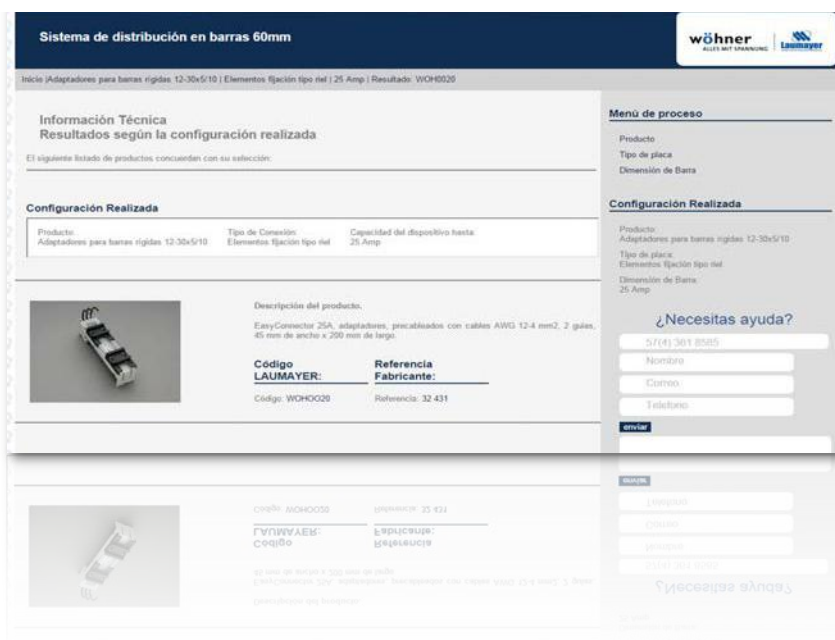 Sistema de distribución en barras 60mm
wöhner
ALLES MIT SPANNUNG
Laumayer
Inicio |Adaptadores para barras rígidas 12-30x5/10 | Elementos fijación tipo riel | 25 Amp | Resultado: WOH0020
Información Técnica
Resultados según la configuración realizada
El siguiente listado de productos concuerdan con su selección:
Configuración Realizada
Producto: Tipo de Conexión: Capacidad del dispositivo hasta:
Adaptadores para barras rígidas 12-30x5/10 Elementos fijación tipo riel 25 Amp
Descripción del producto.
EasyConnector 25A, adaptadores, precableados con cables AWG 12-4 mm2, 2 guias,
45 mm de ancho x 200 mm de largo.
Código Referencia
LAUMAYER: Fabricante:
Código: WOHOO20 Referencia: 32 431
Menú de proceso
Producto
Tipo de placa
Dimensión de Barra
Configuración Realizada
Producto:
Adaptadores para barras rígidas 12-30x5/10
Tipo de placa:
Elementos fijación tipo riel
Dimensión de Barra:
25 Amp
¿Necesitas ayuda?
57(4) 361 8585
Nombre
Correo
Telefono
enviar